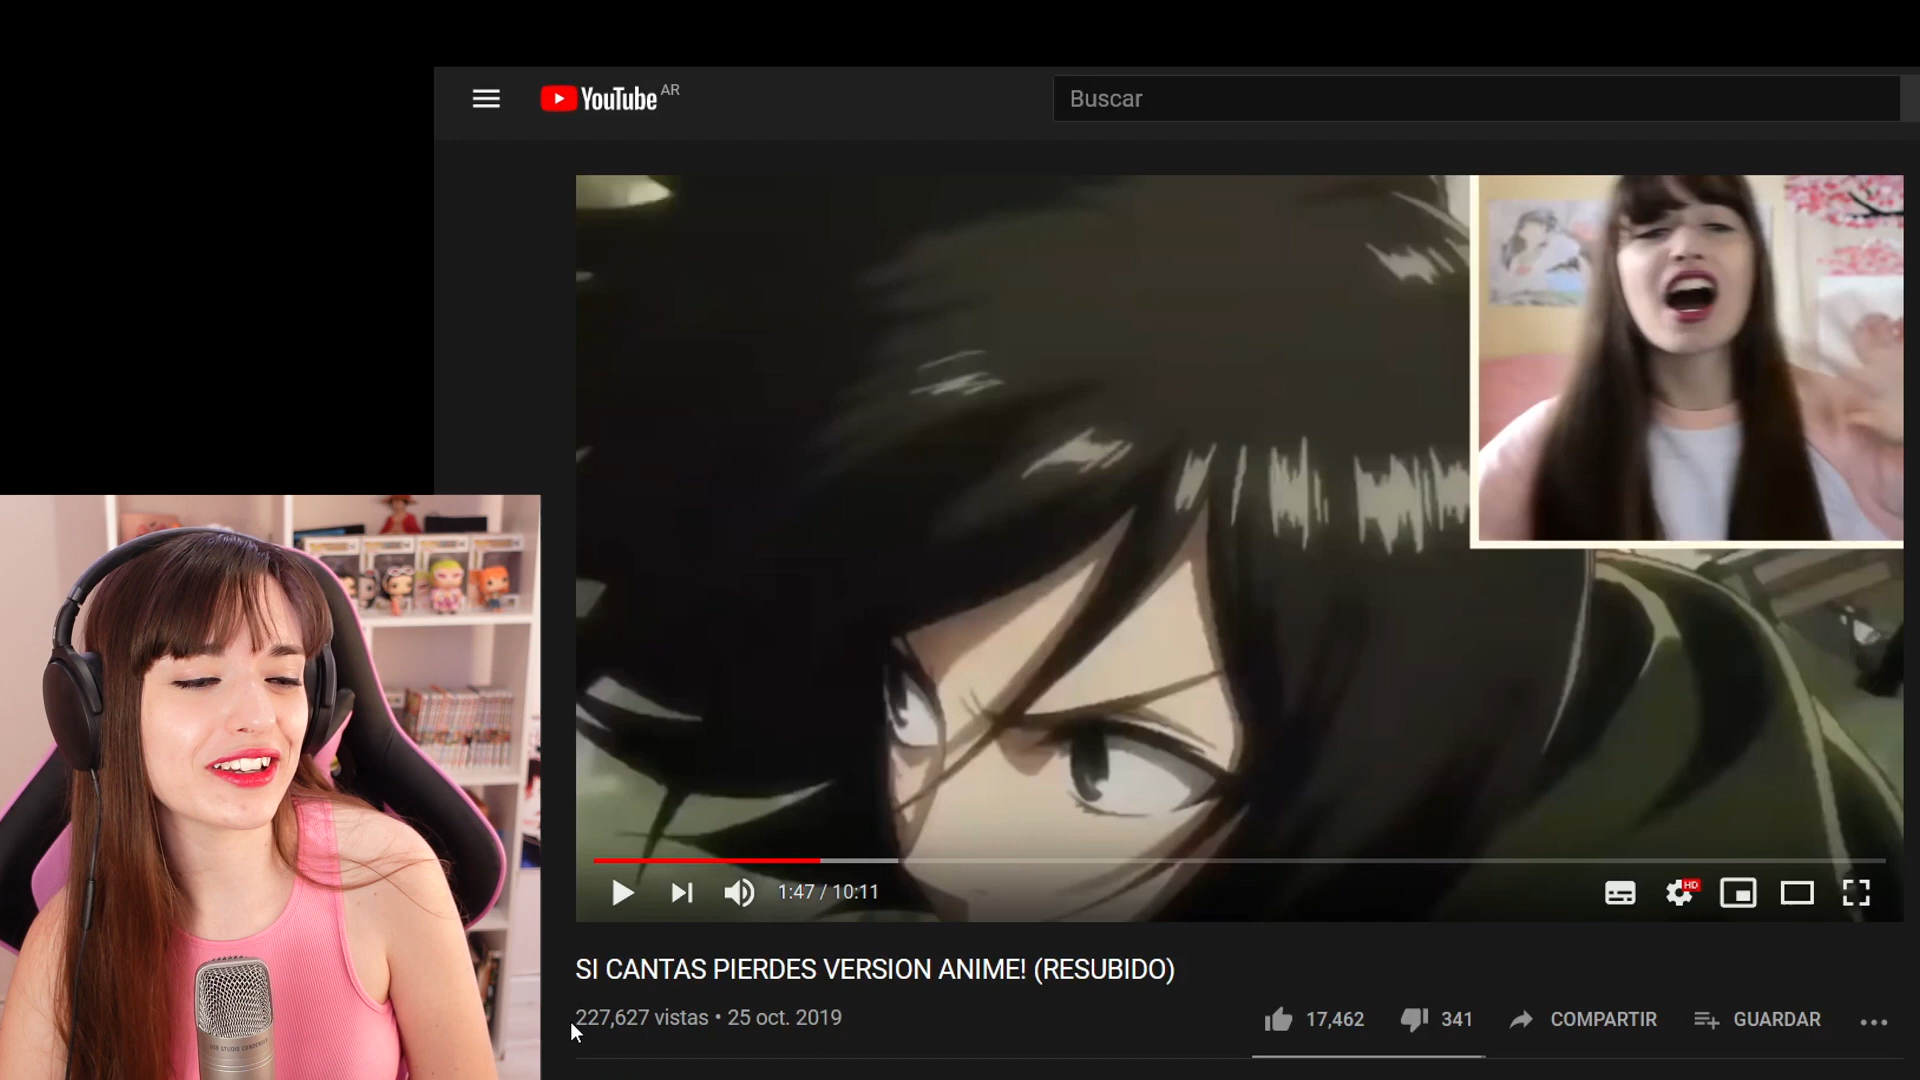 YouTube AR
Buscar
HD
1:47 / 10:11
SI CANTAS PIERDES VERSION ANIME! (RESUBIDO)
227,627 vistas • 25 oct. 2019
17,462
341
COMPARTIR
GUARDAR